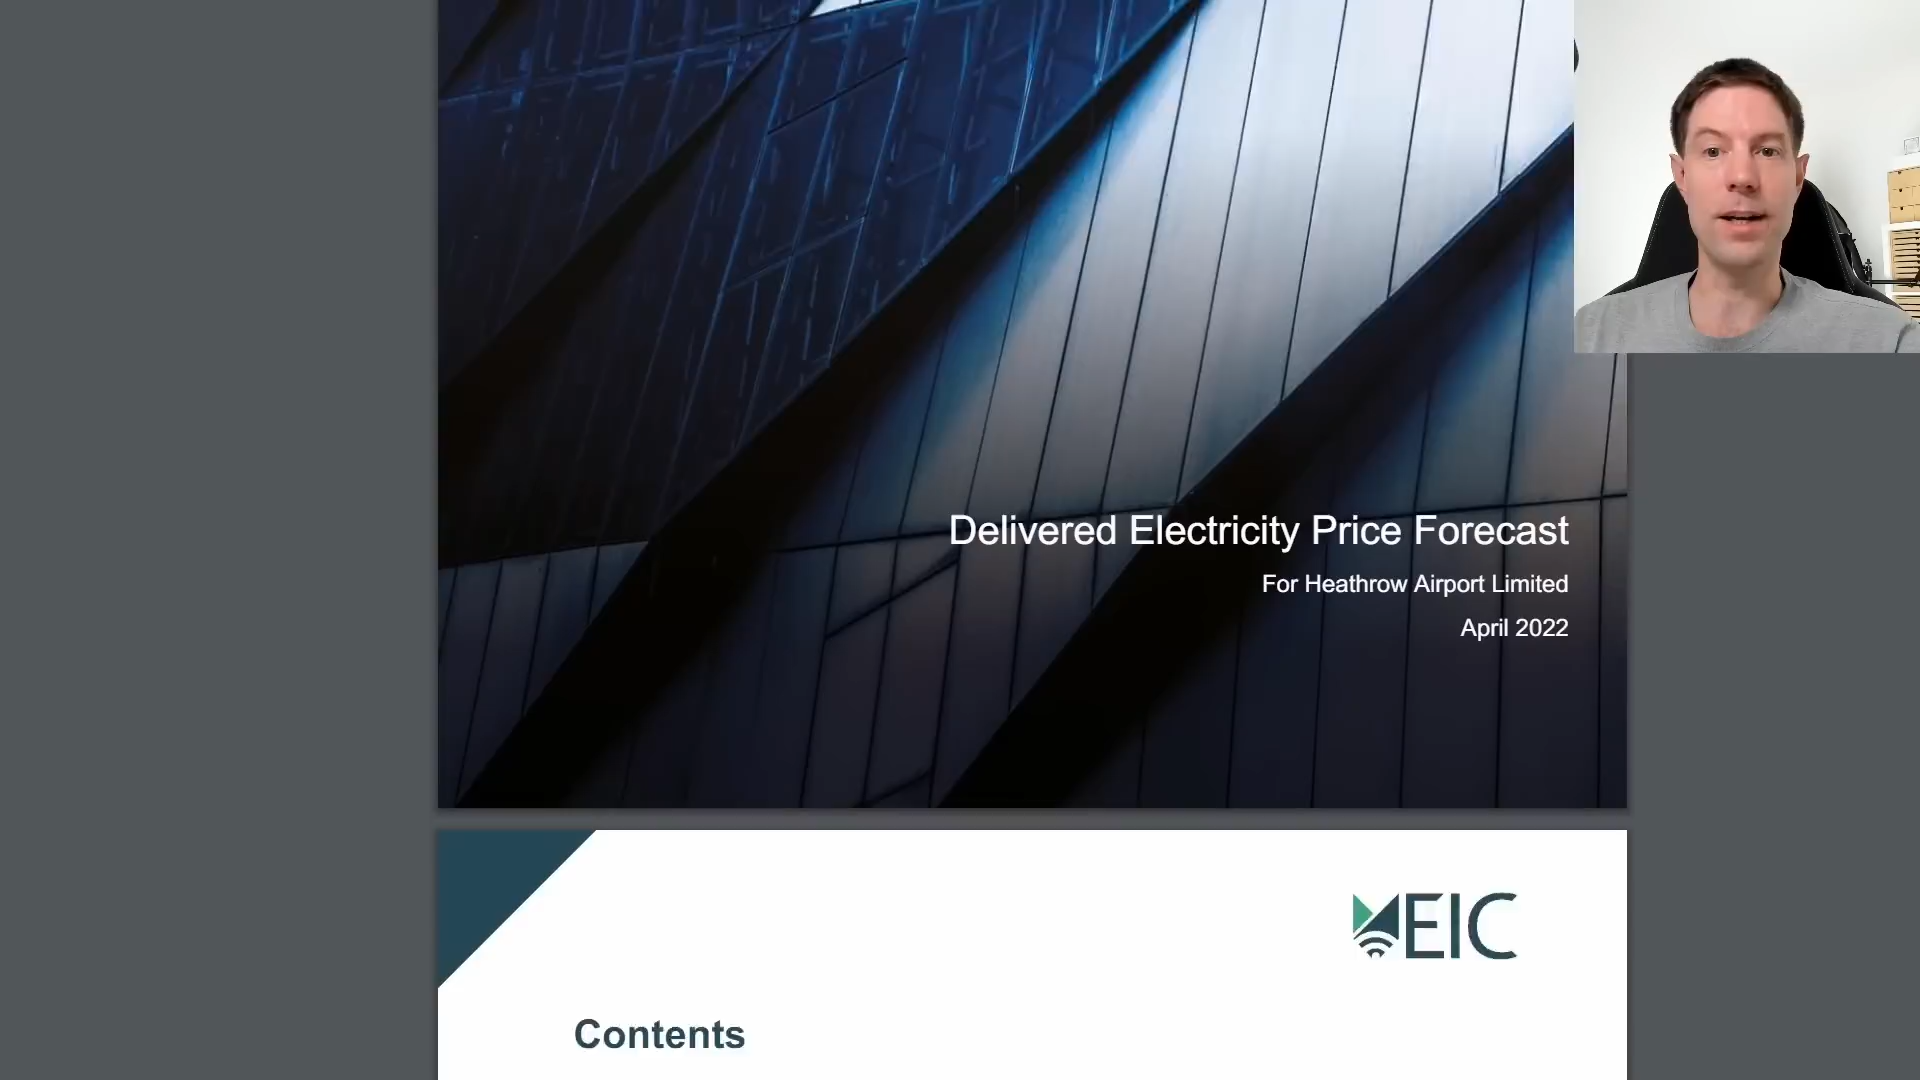 Delivered Electricity Price Forecast
For Heathrow Airport Limited
April 2022
EIC
Contents